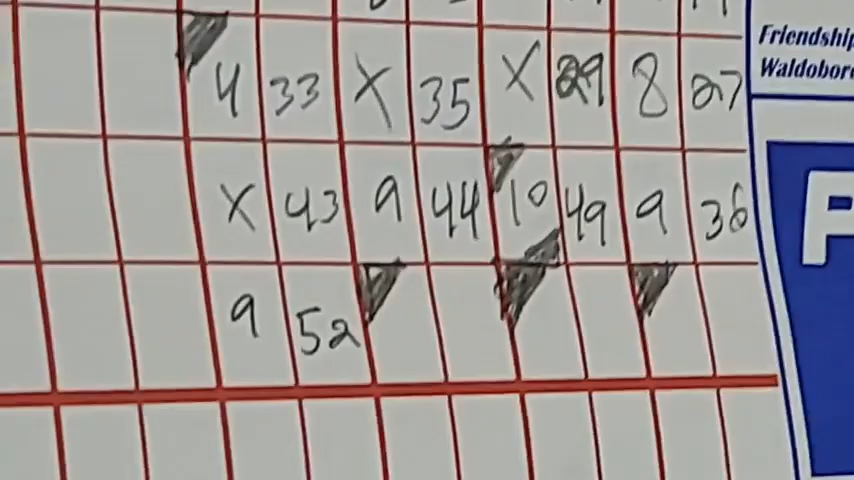 Friendship
4 33 X 35 X 29 8 27
Waldoboro
X 43 9 44 10 49 9 36
9 52